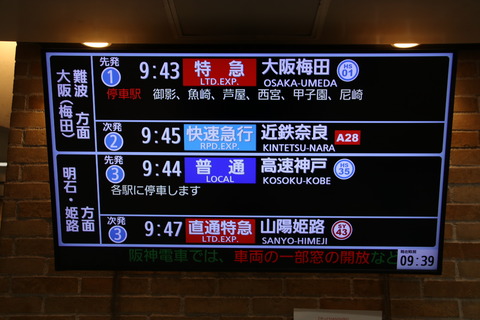 難波
大阪(梅田) 方面
先発
1 9:43 特急 LTD.EXP. 大阪梅田 OSAKA-UMEDA HS 01
停車駅 御影、魚崎、芦屋、西宮、甲子園、尼崎
次発
2 9:45 快速急行 RPD.EXP. 近鉄奈良 KINTETSU-NARA A28
明石・姫路 方面
先発
3 9:44 普通 LOCAL 高速神戸 KOSOKU-KOBE HS 35
各駅に停車します
次発
3 9:47 直通特急 LTD.EXP. 山陽姫路 SANYO-HIMEJI SY 43
阪神電車では、車両の一部窓の開放など
09:39